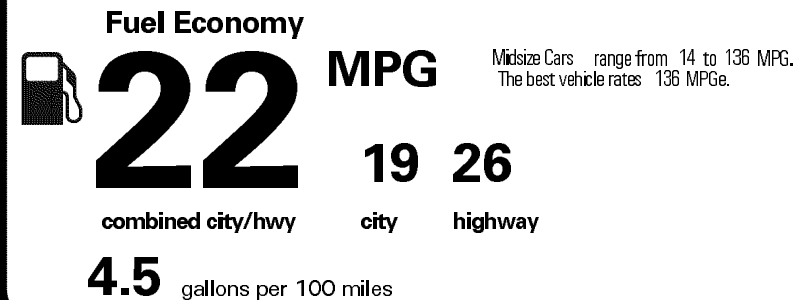 Fuel Economy
22 MPG
Midsize Cars range from 14 to 136 MPG.
The best vehicle rates 136 MPGe.
19 26
combined city/hwy city highway
4.5 gallons per 100 miles